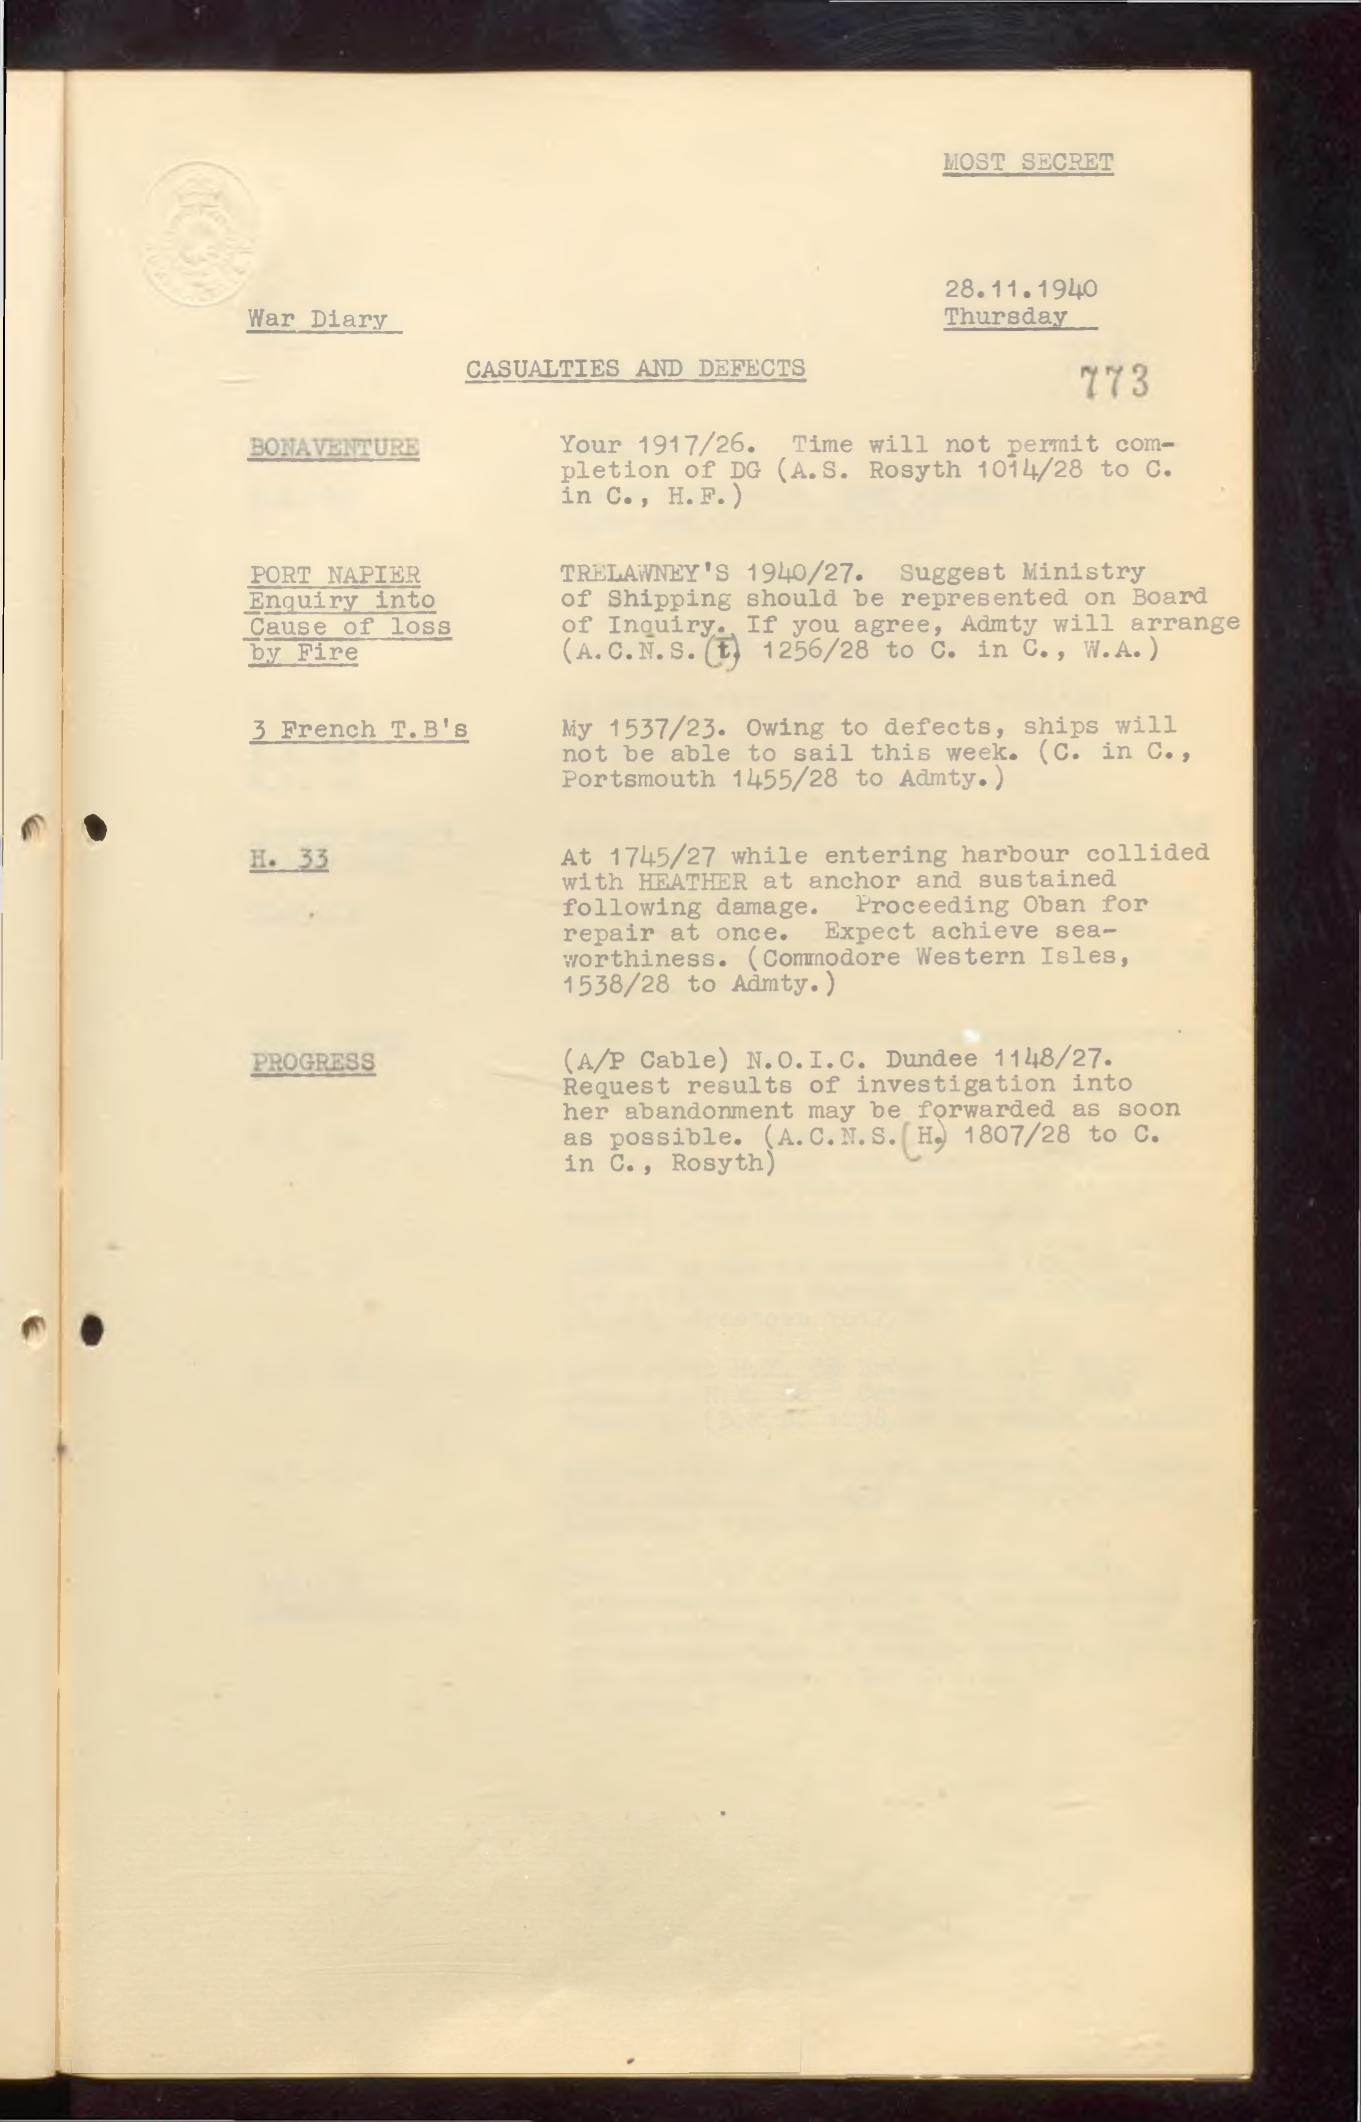 MOST SECRET
28.11.1940
War Diary
Thursday
CASUALTIES AND DEFECTS
773
BONAVENTURE
Your 1917/26. Time will not permit com-
pletion of DG (A.S. Rosyth 1014/28 to C.
in C., H.F.)
PORT NAPIER
Enquiry into
Cause of loss
by Fire
TRELAWNEY'S 1940/27. Suggest Ministry
of Shipping should be represented on Board
of Inquiry. If you agree, Admty will arrange
(A.C.N.S.(t) 1256/28 to C. in C., W.A.)
3 French T.B's
My 1537/23. Owing to defects, ships will
not be able to sail this week. (C. in C.,
Portsmouth 1455/28 to Admty.)
H. 33
At 1745/27 while entering harbour collided
with HEATHER at anchor and sustained
following damage. Proceeding Oban for
repair at once. Expect achieve sea-
worthiness. (Commodore Western Isles,
1538/28 to Admty.)
PROGRESS
(A/P Cable) N.O.I.C. Dundee 1148/27.
Request results of investigation into
her abandonment may be forwarded as soon
as possible. (A.C.N.S.(H.) 1807/28 to C.
in C., Rosyth)